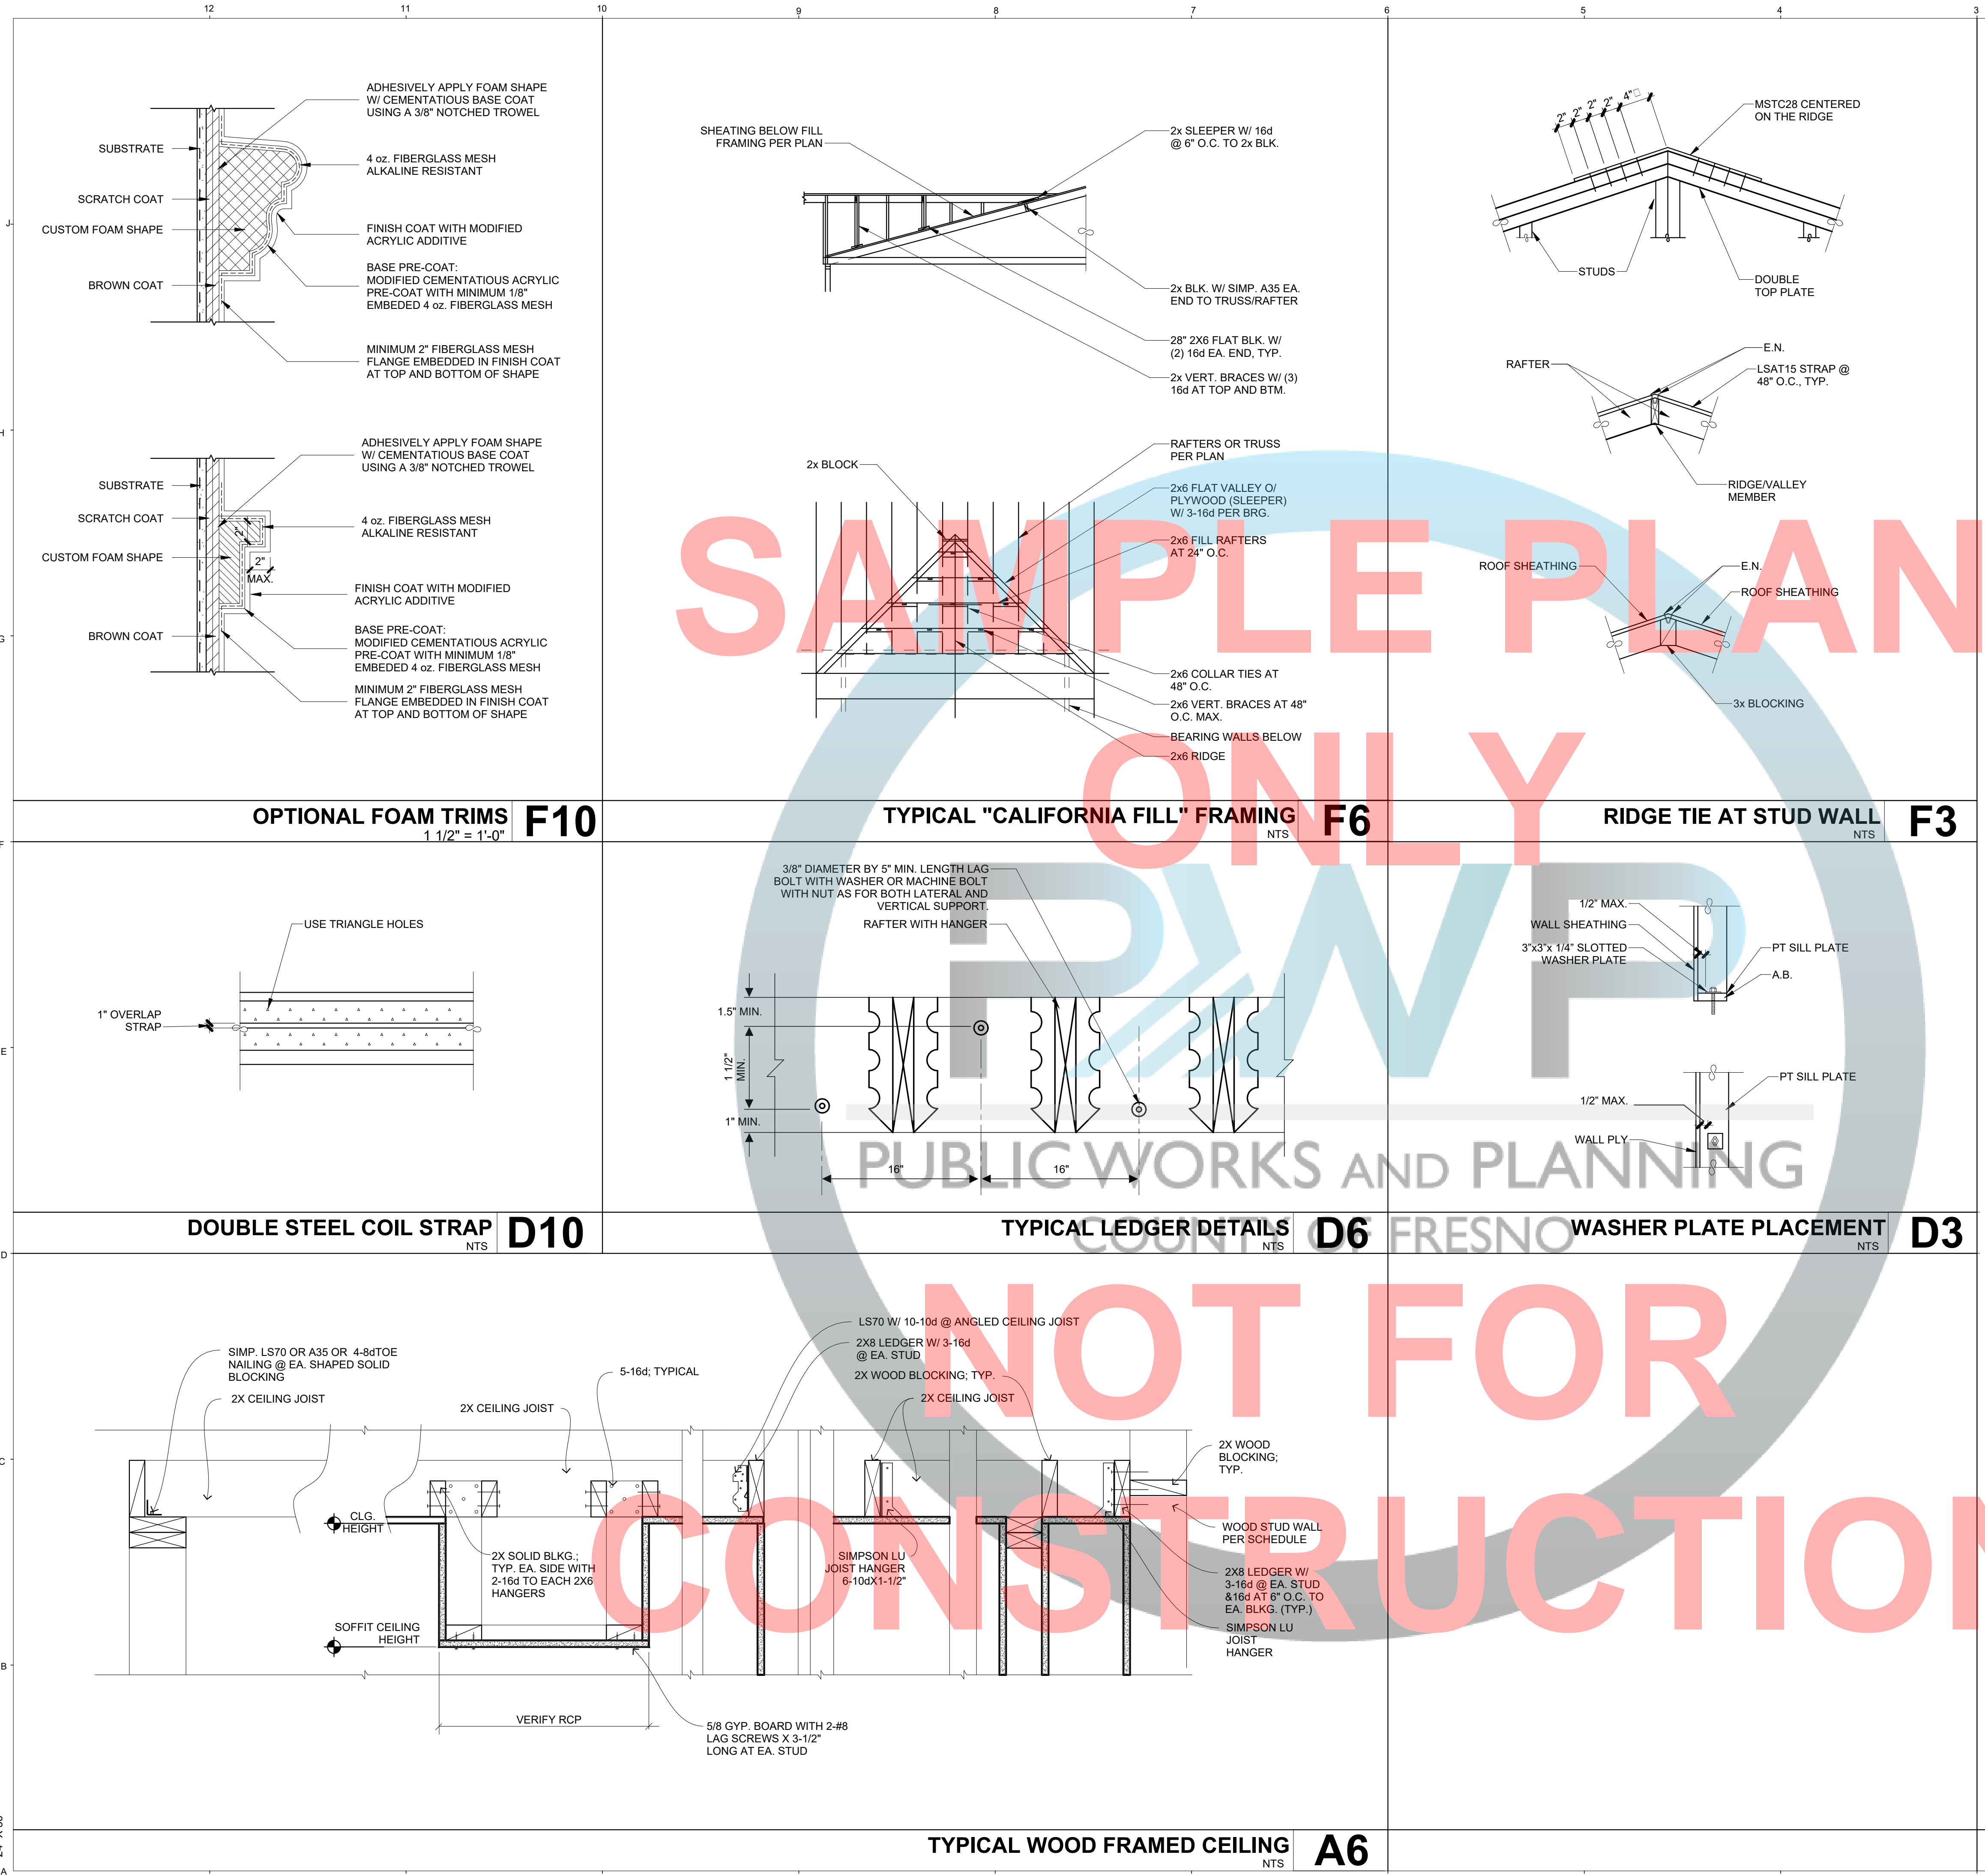 12
11
10
9
8
7
6
5
4
3
J
H
G
F
E
D
C
B
A
ADHESIVELY APPLY FOAM SHAPE
W/ CEMENTATIOUS BASE COAT
USING A 3/8" NOTCHED TROWEL
SUBSTRATE
4 oz. FIBERGLASS MESH
ALKALINE RESISTANT
SCRATCH COAT
CUSTOM FOAM SHAPE
FINISH COAT WITH MODIFIED
ACRYLIC ADDITIVE
BASE PRE-COAT:
MODIFIED CEMENTATIOUS ACRYLIC
PRE-COAT WITH MINIMUM 1/8"
EMBEDED 4 oz. FIBERGLASS MESH
BROWN COAT
MINIMUM 2" FIBERGLASS MESH
FLANGE EMBEDDED IN FINISH COAT
AT TOP AND BOTTOM OF SHAPE
ADHESIVELY APPLY FOAM SHAPE
W/ CEMENTATIOUS BASE COAT
USING A 3/8" NOTCHED TROWEL
SUBSTRATE
SCRATCH COAT
4 oz. FIBERGLASS MESH
ALKALINE RESISTANT
2"
CUSTOM FOAM SHAPE
2"
MAX.
FINISH COAT WITH MODIFIED
ACRYLIC ADDITIVE
BASE PRE-COAT:
MODIFIED CEMENTATIOUS ACRYLIC
PRE-COAT WITH MINIMUM 1/8"
EMBEDED 4 oz. FIBERGLASS MESH
BROWN COAT
MINIMUM 2" FIBERGLASS MESH
FLANGE EMBEDDED IN FINISH COAT
AT TOP AND BOTTOM OF SHAPE
OPTIONAL FOAM TRIMS
1 1/2" = 1'-0"
F10
SHEATING BELOW FILL
FRAMING PER PLAN
2x SLEEPER W/ 16d
@ 6" O.C. TO 2x BLK.
2x BLK. W/ SIMP. A35 EA.
END TO TRUSS/RAFTER
28" 2X6 FLAT BLK. W/
(2) 16d EA. END, TYP.
2x VERT. BRACES W/ (3)
16d AT TOP AND BTM.
2x BLOCK
RAFTERS OR TRUSS
PER PLAN
2x6 FLAT VALLEY O/
PLYWOOD (SLEEPER)
W/ 3-16d PER BRG.
2x6 FILL RAFTERS
AT 24" O.C.
2x6 COLLAR TIES AT
48" O.C.
2x6 VERT. BRACES AT 48"
O.C. MAX.
BEARING WALLS BELOW
2x6 RIDGE
TYPICAL "CALIFORNIA FILL" FRAMING
NTS
F6
2" 2" 2" 2" 4"
MSTC28 CENTERED
ON THE RIDGE
STUDS
DOUBLE
TOP PLATE
RAFTER
E.N.
LSAT15 STRAP @
48" O.C., TYP.
RIDGE/VALLEY
MEMBER
ROOF SHEATHING
E.N.
ROOF SHEATHING
3x BLOCKING
RIDGE TIE AT STUD WALL
NTS
F3
USE TRIANGLE HOLES
1" OVERLAP
STRAP
DOUBLE STEEL COIL STRAP
NTS
D10
3/8" DIAMETER BY 5" MIN. LENGTH LAG
BOLT WITH WASHER OR MACHINE BOLT
WITH NUT AS FOR BOTH LATERAL AND
VERTICAL SUPPORT.
RAFTER WITH HANGER
1.5" MIN.
1 1/2"
MIN.
1" MIN.
16"
16"
TYPICAL LEDGER DETAILS
NTS
D6
1/2" MAX.
WALL SHEATHING
3"x3"x 1/4" SLOTTED
WASHER PLATE
PT SILL PLATE
A.B.
PT SILL PLATE
1/2" MAX.
WALL PLY
WASHER PLATE PLACEMENT
NTS
D3
SIMP. LS70 OR A35 OR 4-8dTOE
NAILING @ EA. SHAPED SOLID
BLOCKING
2X CEILING JOIST
2X CEILING JOIST
5-16d; TYPICAL
LS70 W/ 10-10d @ ANGLED CEILING JOIST
2X8 LEDGER W/ 3-16d
@ EA. STUD
2X WOOD BLOCKING; TYP.
2X CEILING JOIST
2X WOOD
BLOCKING;
TYP.
CLG.
HEIGHT
2X SOLID BLKG.;
TYP. EA. SIDE WITH
2-16d TO EACH 2X6
HANGERS
SIMPSON LU
JOIST HANGER
6-10dX1-1/2"
WOOD STUD WALL
PER SCHEDULE
2X8 LEDGER W/
3-16d @ EA. STUD
&16d AT 6" O.C. TO
EA. BLKG. (TYP.)
SIMPSON LU
JOIST
HANGER
SOFFIT CEILING
HEIGHT
VERIFY RCP
5/8 GYP. BOARD WITH 2-#8
LAG SCREWS X 3-1/2"
LONG AT EA. STUD
TYPICAL WOOD FRAMED CEILING
NTS
A6
SAMPLE PLAN
ONLY
NOT FOR
CONSTRUCTION
PWP
PUBLIC WORKS AND PLANNING
COUNTY OF FRESNO